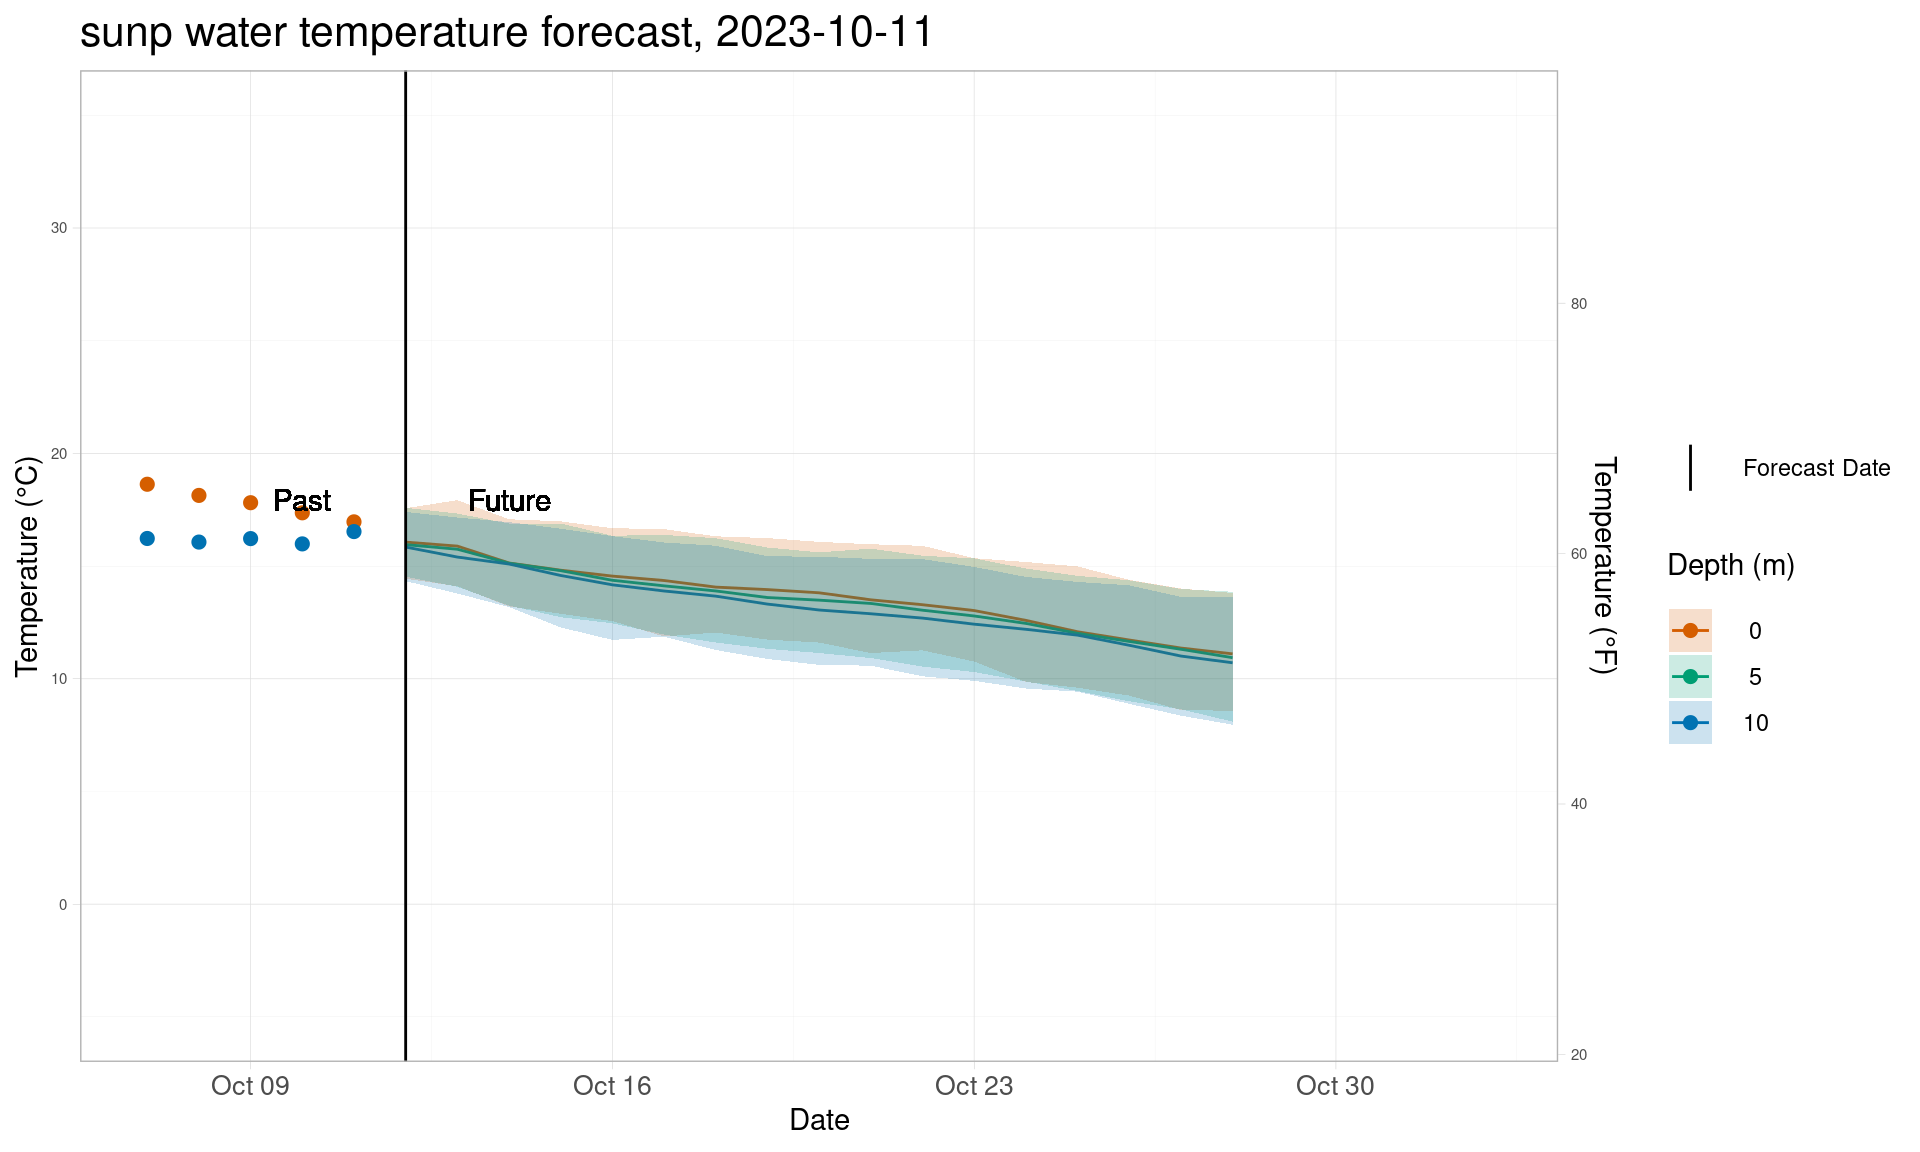 sunp water temperature forecast, 2023-10-11
Temperature (°C)
30
20
10
0
Past
Future
80
60
40
20
Temperature (°F)
Oct 09
Oct 16
Oct 23
Oct 30
Date
Forecast Date
Depth (m)
0
5
10